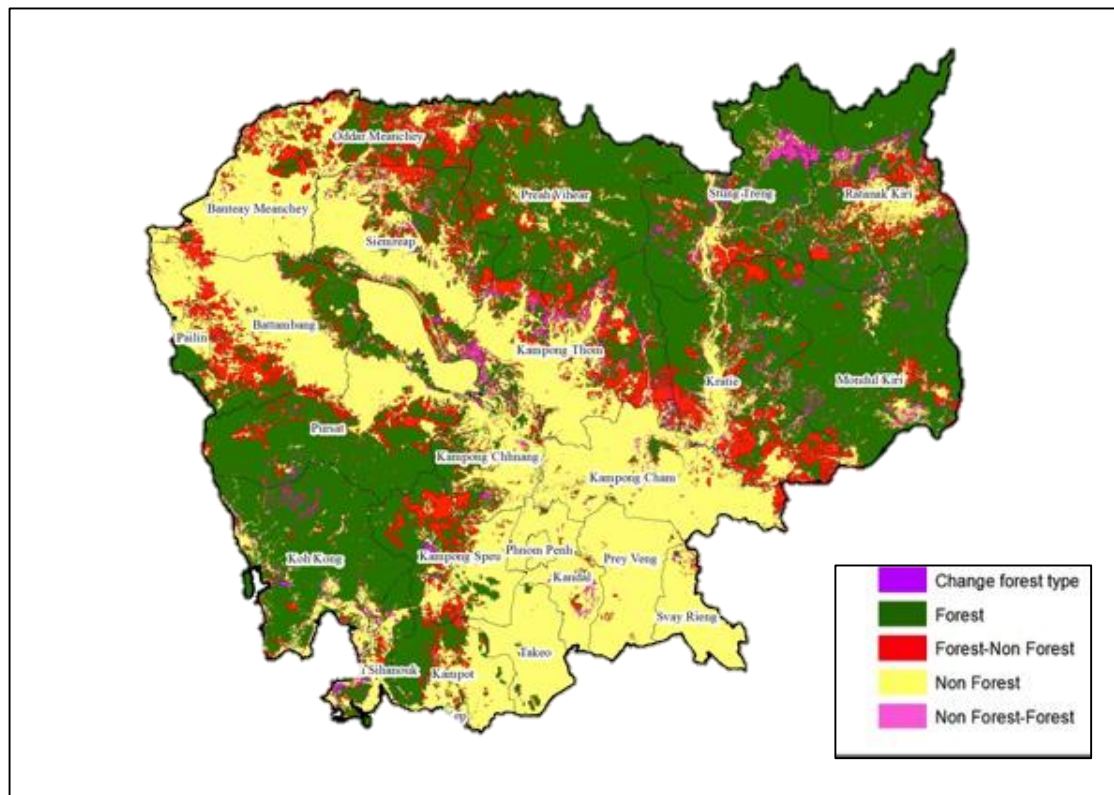 Oddar Meanchey
Preah Vihear
Stung Treng
Ratanak Kiri
Banteay Meanchey
Siemreap
Battambang
Pailin
Kampong Thom
Kratie
Mondul Kiri
Pursat
Kampong Chhnang
Kampong Cham
Koh Kong
Kampong Speu
Phnom Penh
Prey Veng
Kandal
Svay Rieng
Takeo
Sihanouk
Kampot
ep
Change forest type
Forest
Forest-Non Forest
Non Forest
Non Forest-Forest